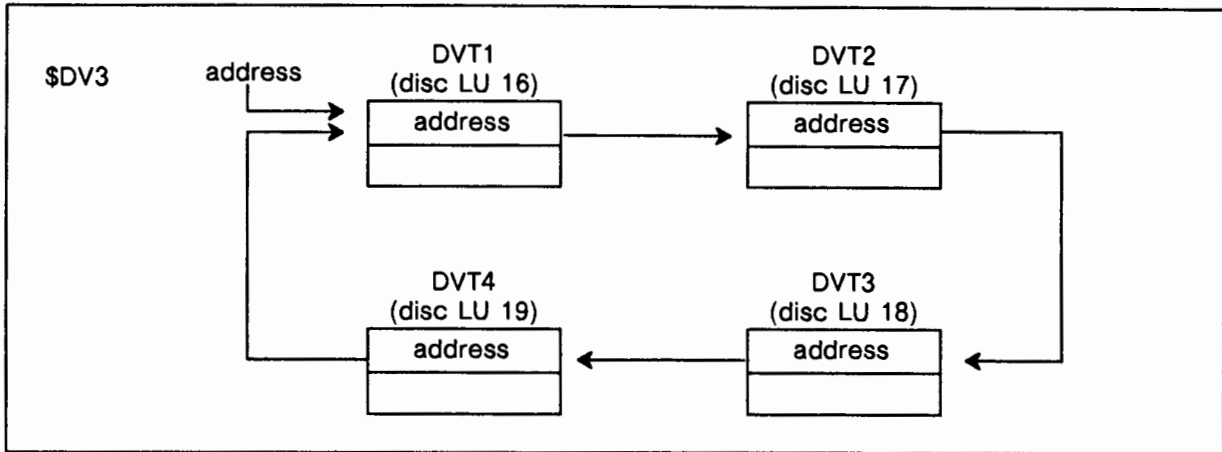 $DV3
address
DVT1
(disc LU 16)
address
DVT2
(disc LU 17)
address
DVT4
(disc LU 19)
address
DVT3
(disc LU 18)
address